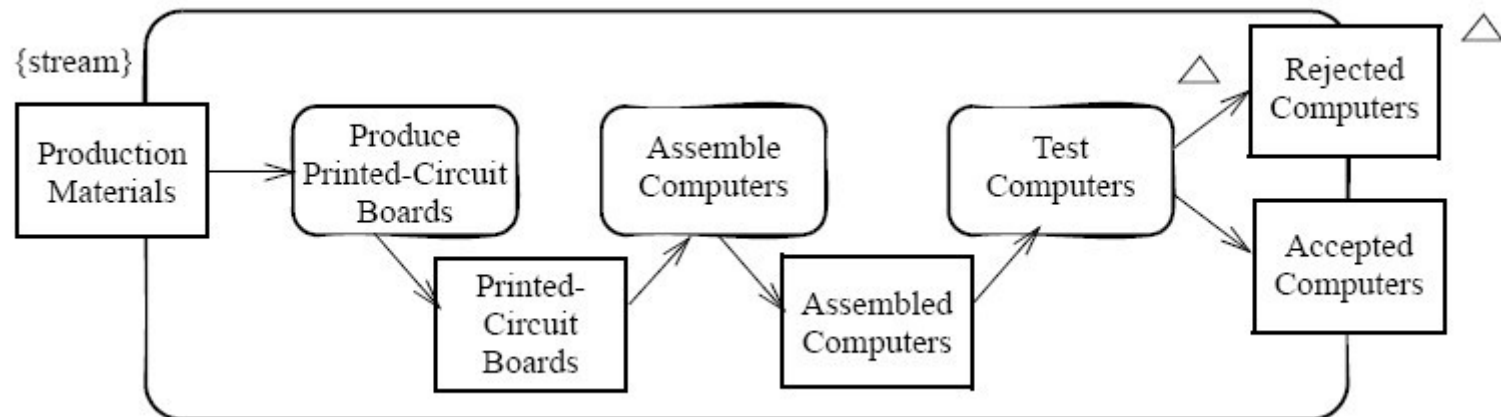 {stream}
Production
Materials
Produce
Printed-Circuit
Boards
Printed-
Circuit
Boards
Assemble
Computers
Assembled
Computers
Test
Computers
Rejected
Computers
Accepted
Computers